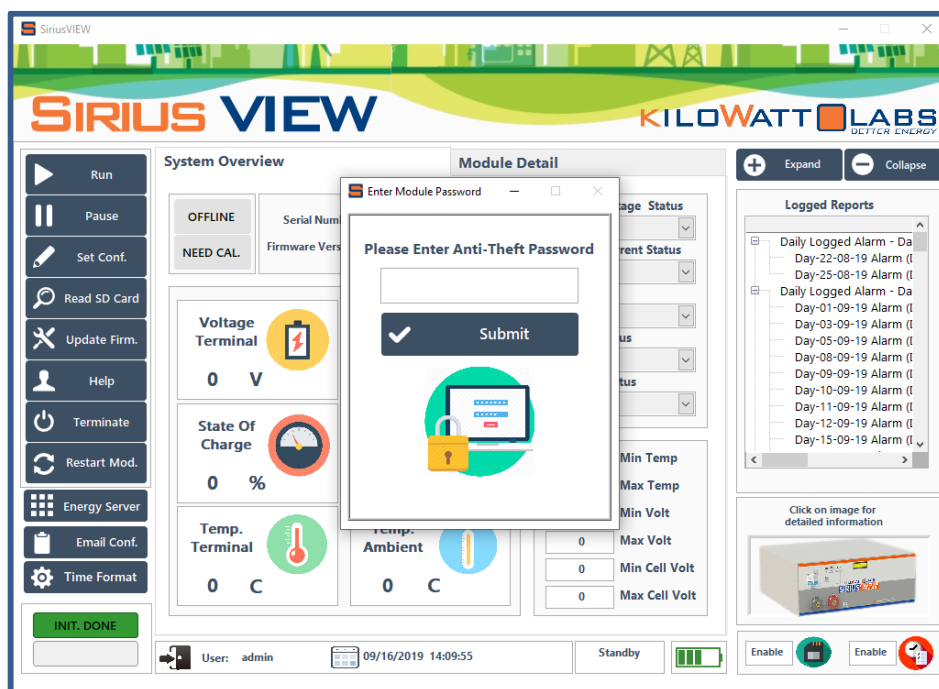 SiriusVIEW
SIRIUS VIEW
KILOWATT LABS
BETTER ENERGY
Run
Pause
Set Conf.
Read SD Card
Update Firm.
Help
Terminate
Restart Mod.
Energy Server
Email Conf.
Time Format
INIT. DONE
System Overview
Module Detail
OFFLINE
NEED CAL.
Serial Num
Firmware Vers
Voltage
Terminal
0 V
State Of
Charge
0 %
Temp.
Terminal
0 C
Temp.
Ambient
0 C
Enter Module Password
Please Enter Anti-Theft Password
Submit
tage Status
rrent Status
us
tus
Min Temp
Max Temp
Min Volt
0 Max Volt
0 Min Cell Volt
0 Max Cell Volt
Expand
Collapse
Logged Reports
Daily Logged Alarm - Da
Day-22-08-19 Alarm (
Day-25-08-19 Alarm (
Daily Logged Alarm - Da
Day-01-09-19 Alarm (
Day-03-09-19 Alarm (
Day-05-09-19 Alarm (
Day-08-09-19 Alarm (
Day-09-09-19 Alarm (
Day-10-09-19 Alarm (
Day-11-09-19 Alarm (
Day-12-09-19 Alarm (
Day-15-09-19 Alarm (
Click on image for
detailed information
User: admin
09/16/2019 14:09:55
Standby
Enable
Enable